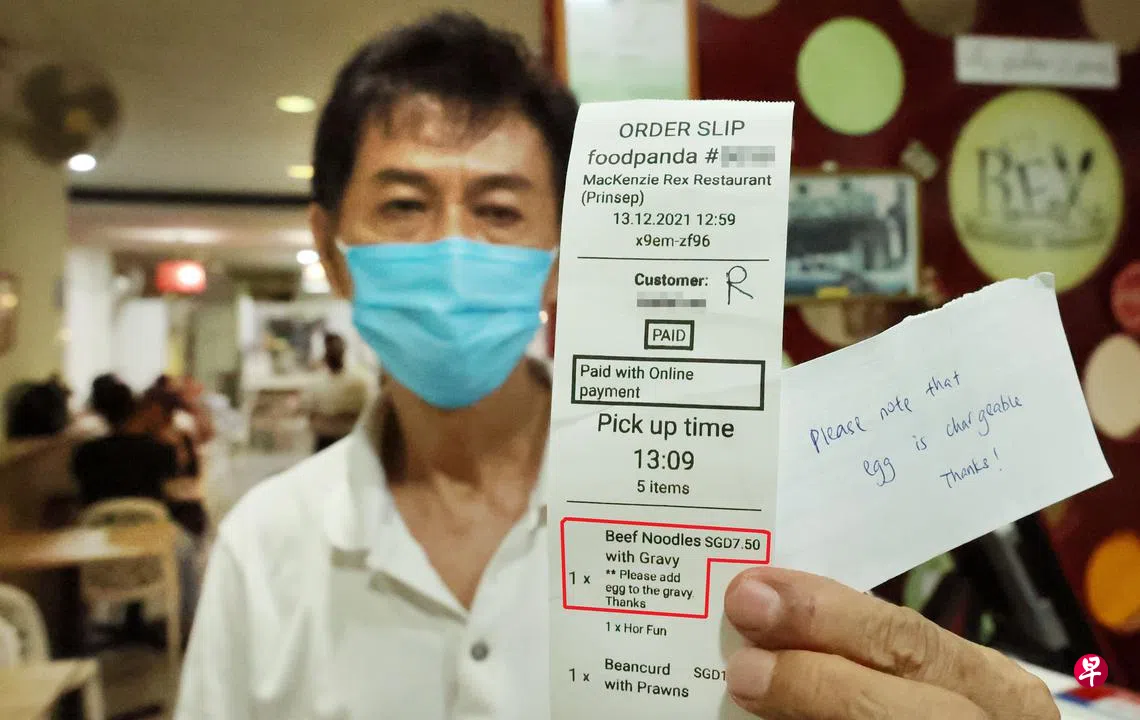 ORDER SLIP
foodpanda #
MacKenzie Rex Restaurant
(Prinsep)
13.12.2021 12:59
x9em-zf96
Customer: R
PAID
Paid with Online
payment
Pick up time
13:09
5 items
Beef Noodles SGD7.50
with Gravy
1 x
** Please add
egg to the gravy.
Thanks
1 x Hor Fun
1 x
Beancurd SGD1
with Prawns
Please note that
egg is chargeable
Thanks!
REX
早